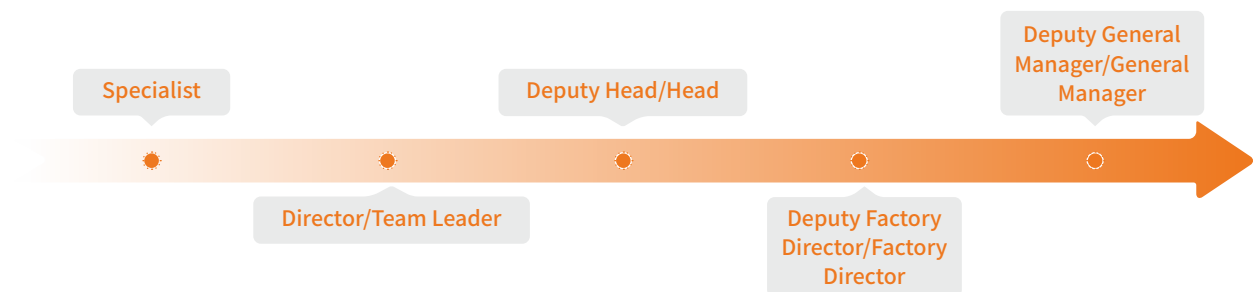 Specialist
Director/Team Leader
Deputy Head/Head
Deputy Factory
Director/Factory
Director
Deputy General
Manager/General
Manager